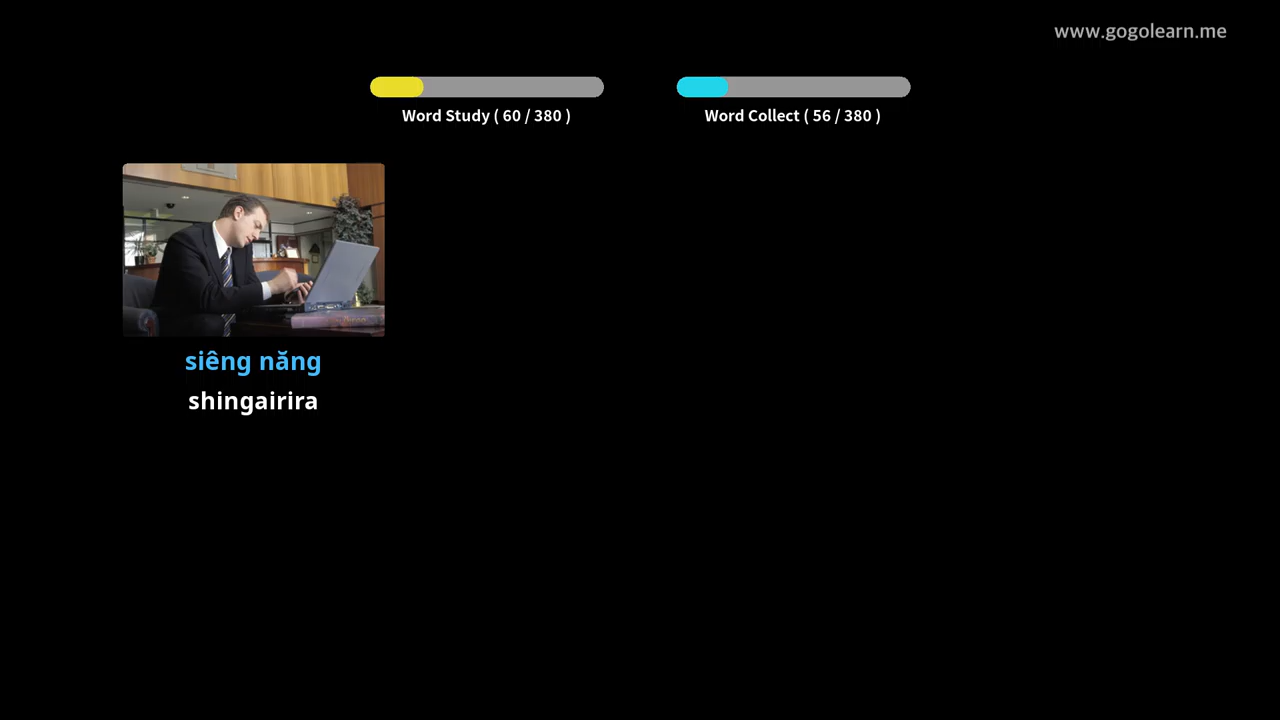 www.gogolearn.me
Word Study ( 60 / 380 )
Word Collect ( 56 / 380 )
siêng năng
shingairira